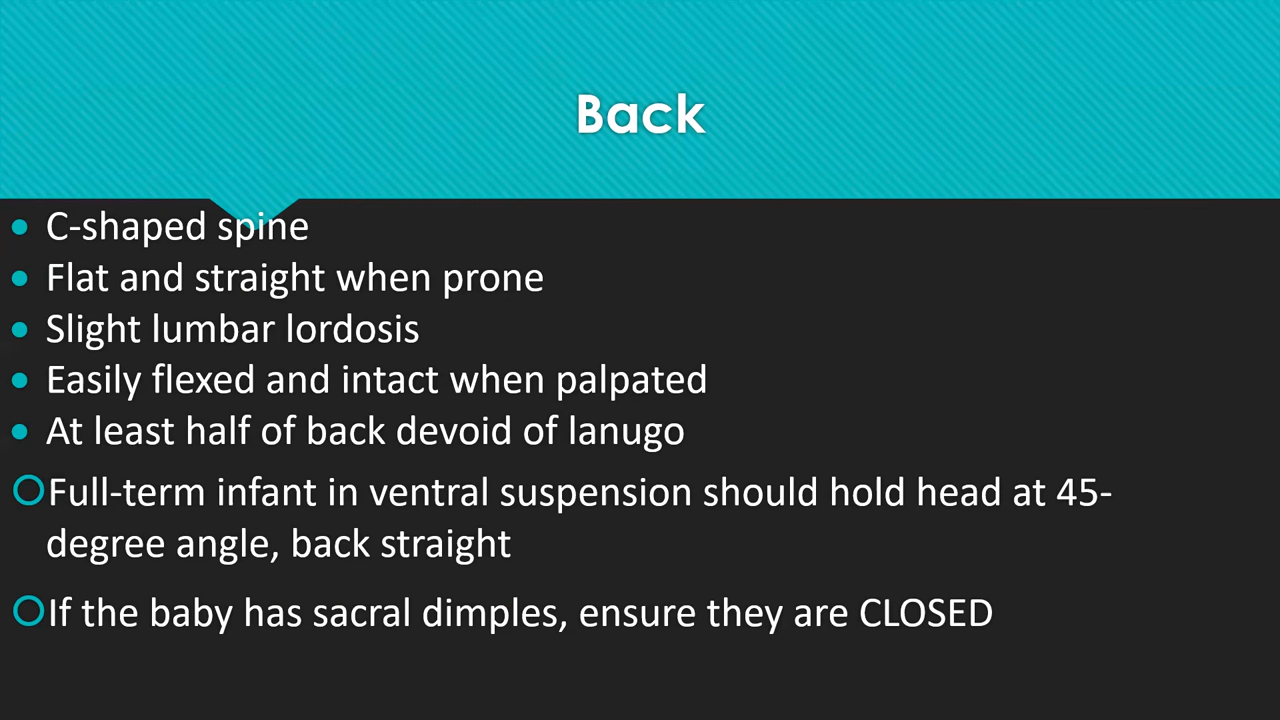 Back
C-shaped spine
Flat and straight when prone
Slight lumbar lordosis
Easily flexed and intact when palpated
At least half of back devoid of lanugo
Full-term infant in ventral suspension should hold head at 45-
degree angle, back straight
If the baby has sacral dimples, ensure they are CLOSED